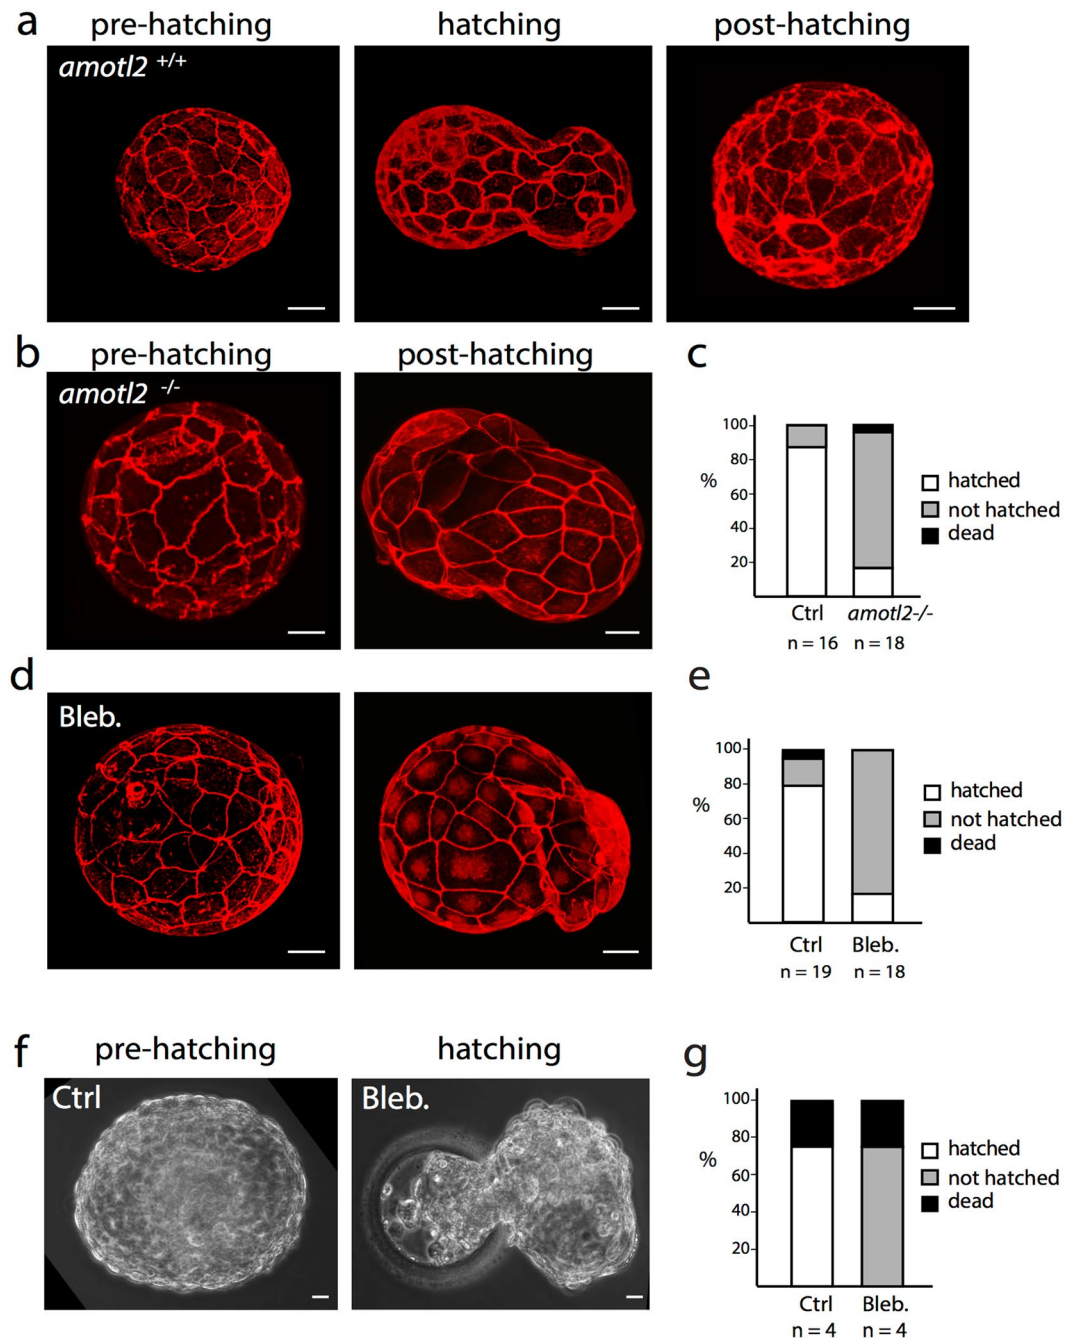 a
pre-hatching hatching post-hatching
amotl2 +/+
b
pre-hatching post-hatching
amotl2 -/-
c
100
80
60
40
20
%
hatched
not hatched
dead
Ctrl amotl2-/-
n = 16 n = 18
d
Bleb.
e
100
80
60
40
20
%
hatched
not hatched
dead
Ctrl Bleb.
n = 19 n = 18
f
pre-hatching hatching
Ctrl Bleb.
g
100
80
60
40
20
%
hatched
not hatched
dead
Ctrl Bleb.
n = 4 n = 4